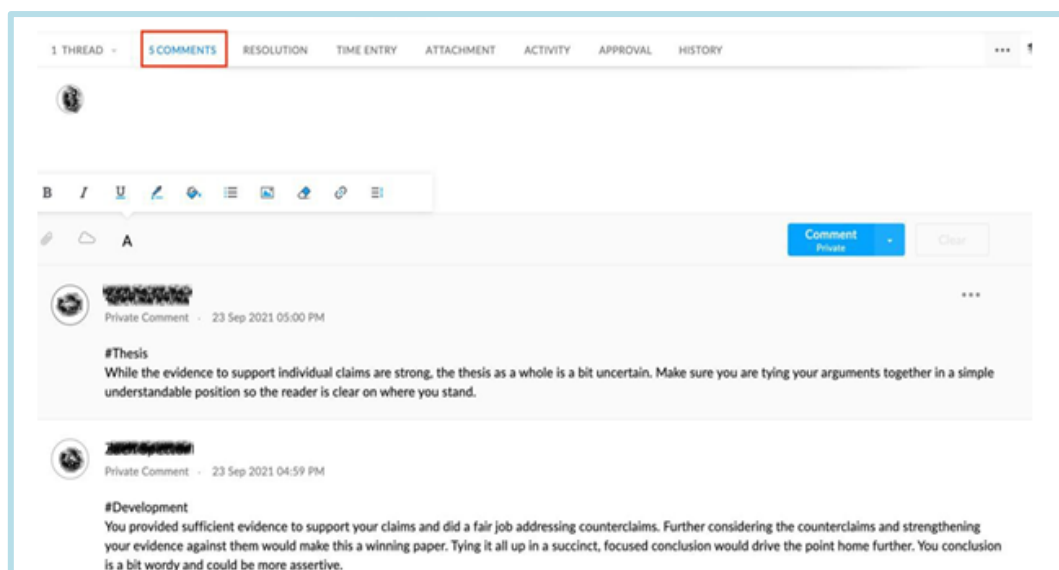 1 THREAD
5 COMMENTS
RESOLUTION
TIME ENTRY
ATTACHMENT
ACTIVITY
APPROVAL
HISTORY
B I U
A
Comment
Private
Clear
Private Comment - 23 Sep 2021 05:00 PM
#Thesis
While the evidence to support individual claims are strong, the thesis as a whole is a bit uncertain. Make sure you are tying your arguments together in a simple
understandable position so the reader is clear on where you stand.
Private Comment - 23 Sep 2021 04:59 PM
#Development
You provided sufficient evidence to support your claims and did a fair job addressing counterclaims. Further considering the counterclaims and strengthening
your evidence against them would make this a winning paper. Tying it all up in a succinct, focused conclusion would drive the point home further. You conclusion
is a bit wordy and could be more assertive.